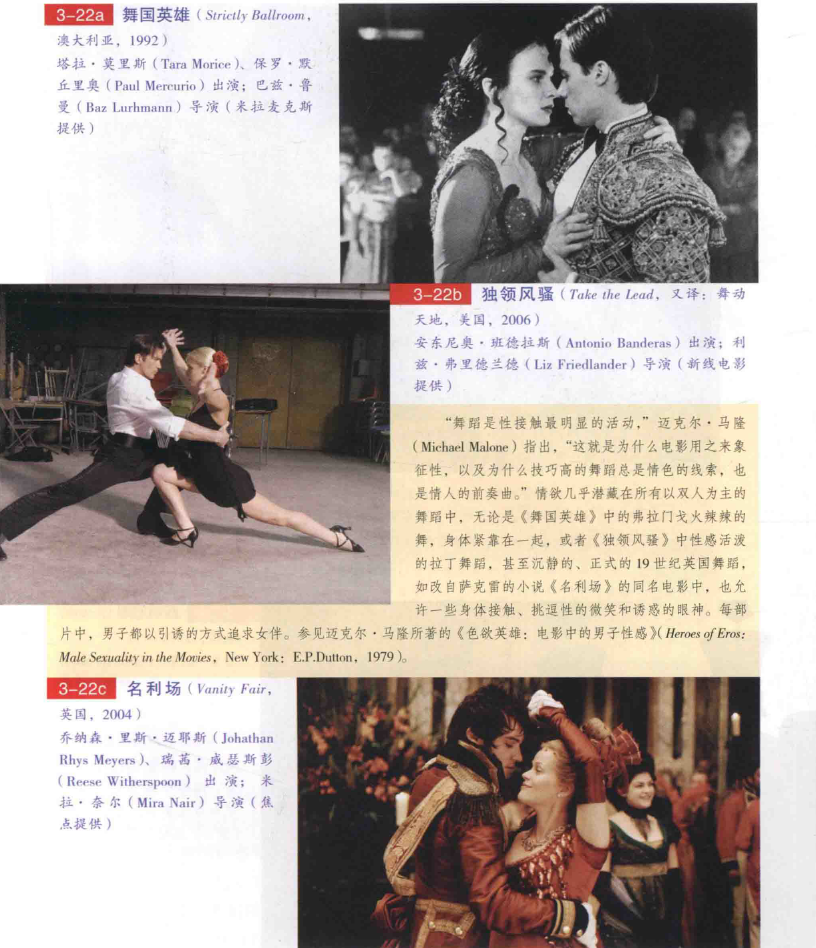 3-22a 舞国英雄（Strictly Ballroom，
澳大利亚，1992）
塔拉·莫里斯（Tara Morice）、保罗·默
丘里奥（Paul Mercurio）出演；巴兹·鲁
曼（Baz Lurhmann）导演（米拉麦克斯
提供）
3-22b 独领风骚（Take the Lead，又译：舞动
天地，美国，2006）
安东尼奥·班德拉斯（Antonio Banderas）出演；利
兹·弗里德兰德（Liz Friedlander）导演（新线电影
提供）
“舞蹈是性接触最明显的活动，”迈克尔·马隆
（Michael Malone）指出，“这就是为什么电影用之来象
征性，以及为什么技巧高的舞蹈总是情色的线索，也
是情人的前奏曲。”情欲几乎潜藏在所有以双人为主的
舞蹈中，无论是《舞国英雄》中的弗拉门戈火辣辣的
舞，身体紧靠在一起，或者《独领风骚》中性感活泼
的拉丁舞蹈，甚至沉静的、正式的 19 世纪英国舞蹈，
如改自萨克雷的小说《名利场》的同名电影中，也允
许一些身体接触、挑逗性的微笑和诱惑的眼神。每部
片中，男子都以引诱的方式追求女伴。参见迈克尔·马隆所著的《色欲英雄：电影中的男子性感》（Heroes of Eros:
Male Sexuality in the Movies，New York：E.P.Dutton，1979）。
3-22c 名利场（Vanity Fair，
英国，2004）
乔纳森·里斯·迈耶斯（Johathan
Rhys Meyers）、瑞茜·威瑟斯彭
（Reese Witherspoon）出演；米
拉·奈尔（Mira Nair）导演（焦
点提供）